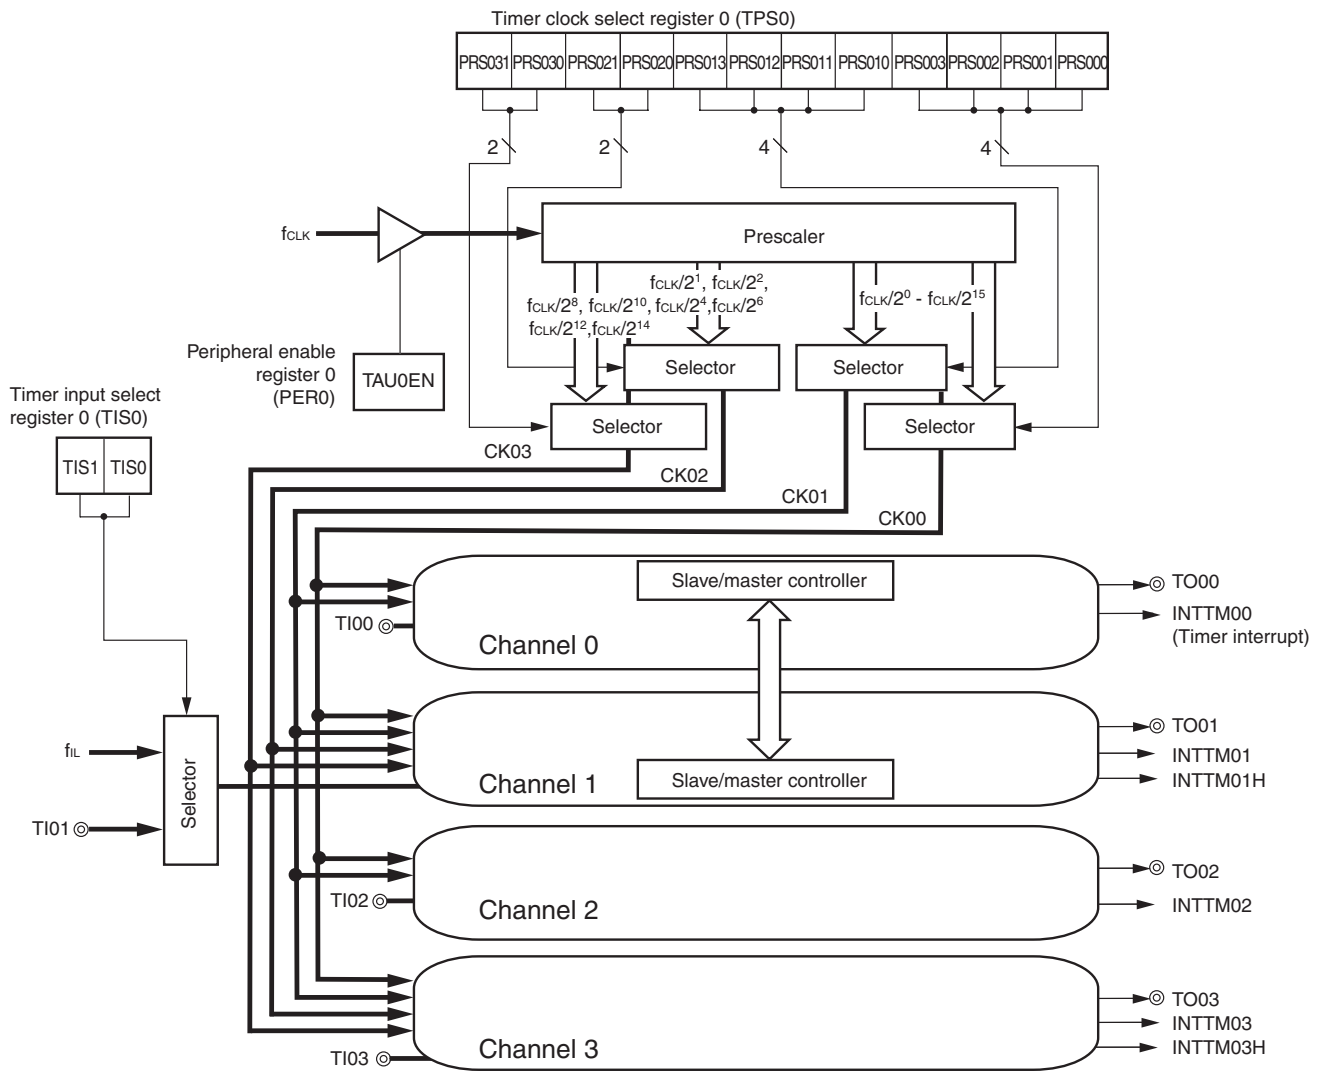 Timer clock select register 0 (TPS0)
PRS031 PRS030 PRS021 PRS020 PRS013 PRS012 PRS011 PRS010 PRS003 PRS002 PRS001 PRS000
2 2 4 4
fCLK
Prescaler
fCLK/2¹, fCLK/2²,
fCLK/2⁸, fCLK/2¹⁰, fCLK/2⁴, fCLK/2⁶
fCLK/2¹², fCLK/2¹⁴
fCLK/2⁰ - fCLK/2¹⁵
Peripheral enable
register 0
(PER0)
TAU0EN
Selector
Selector
Selector
Selector
Timer input select
register 0 (TIS0)
TIS1 TIS0
CK03
CK02
CK01
CK00
Slave/master controller
TO00
TI00
Channel 0
INTTM00
(Timer interrupt)
fIL
TI01
Selector
Channel 1
Slave/master controller
TO01
INTTM01
INTTM01H
TI02
Channel 2
TO02
INTTM02
TI03
Channel 3
TO03
INTTM03
INTTM03H